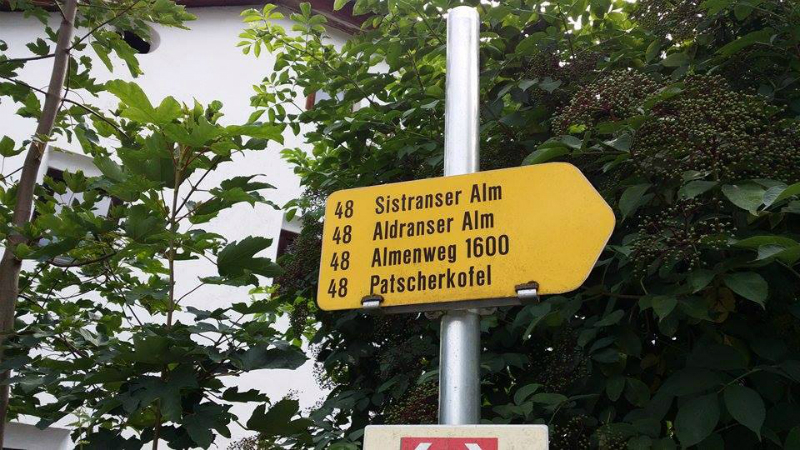 48 Sistranser Alm
48 Aldranser Alm
48 Almenweg 1600
48 Patscherkofel